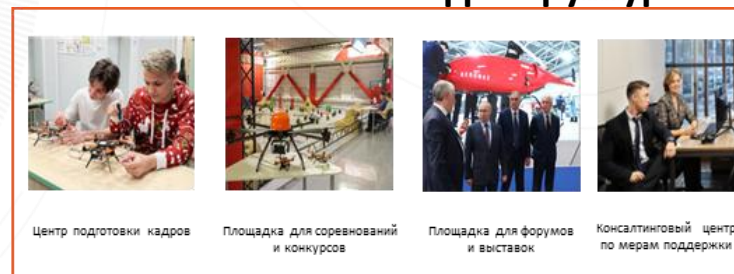 Центр подготовки кадров
Площадка для соревнований
и конкурсов
Площадка для форумов
и выставок
Консалтинговый центр
по мерам поддержки